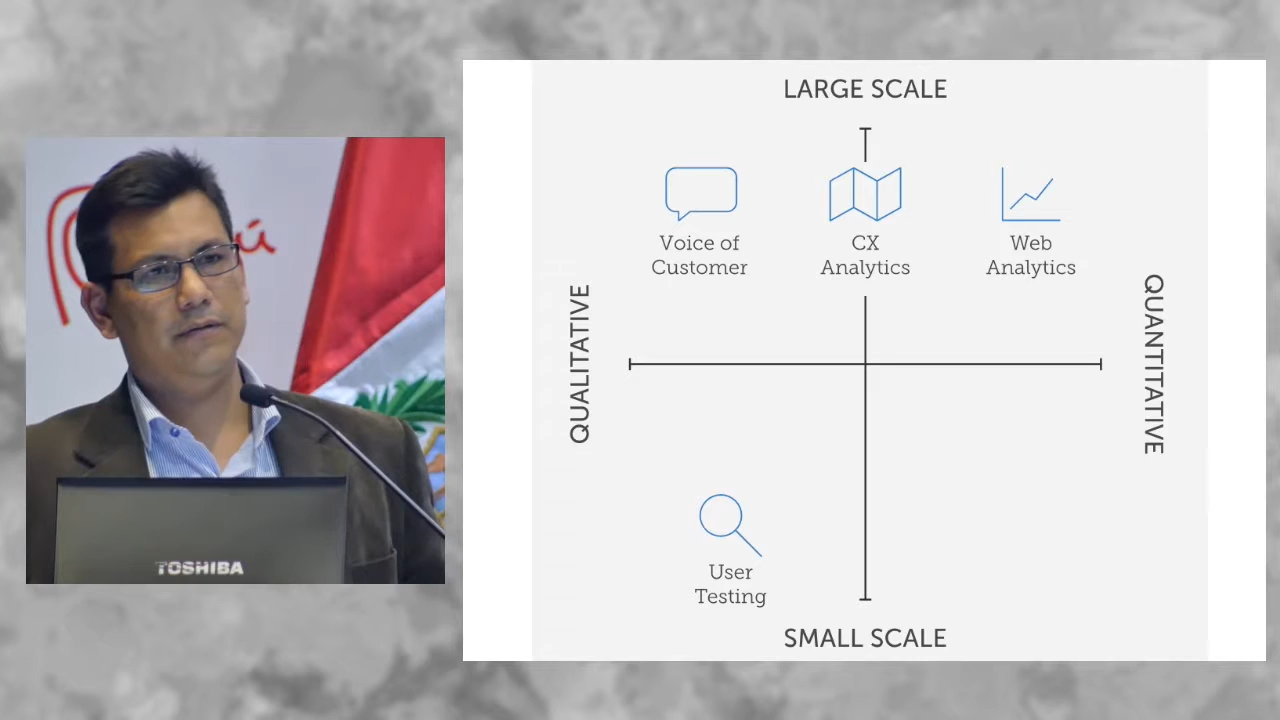 ú
TOSHIBA
LARGE SCALE
Voice of
Customer
CX
Analytics
Web
Analytics
QUALITATIVE
QUANTITATIVE
User
Testing
SMALL SCALE